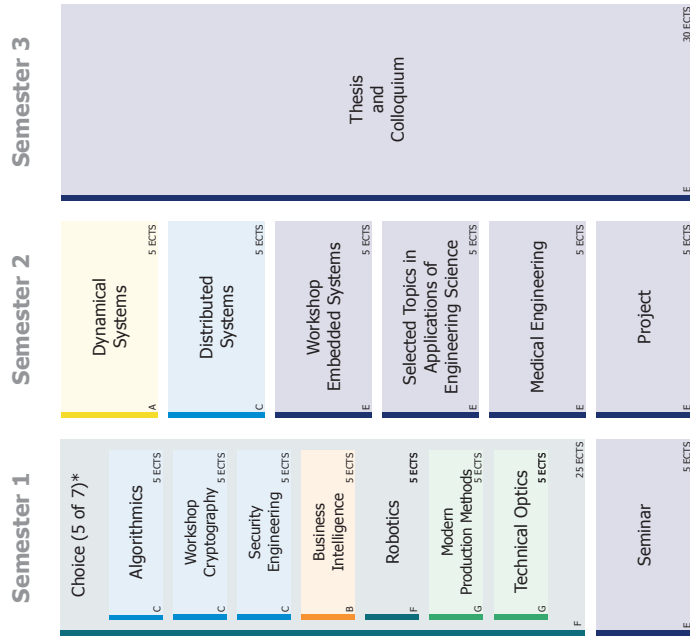 Semester 1
Choice (5 of 7)*
Algorithmics
5 ECTS
C
Workshop
Cryptography
5 ECTS
C
Security
Engineering
5 ECTS
C
Business
Intelligence
5 ECTS
B
Robotics
5 ECTS
F
Modern
Production Methods
5 ECTS
G
Technical Optics
5 ECTS
G
25 ECTS
F
Seminar
5 ECTS
E
Semester 2
Dynamical
Systems
5 ECTS
A
Distributed
Systems
5 ECTS
C
Workshop
Embedded Systems
5 ECTS
E
Selected Topics in
Applications of
Engineering Science
5 ECTS
E
Medical Engineering
5 ECTS
E
Project
5 ECTS
E
Semester 3
Thesis
and
Colloquium
30 ECTS
E